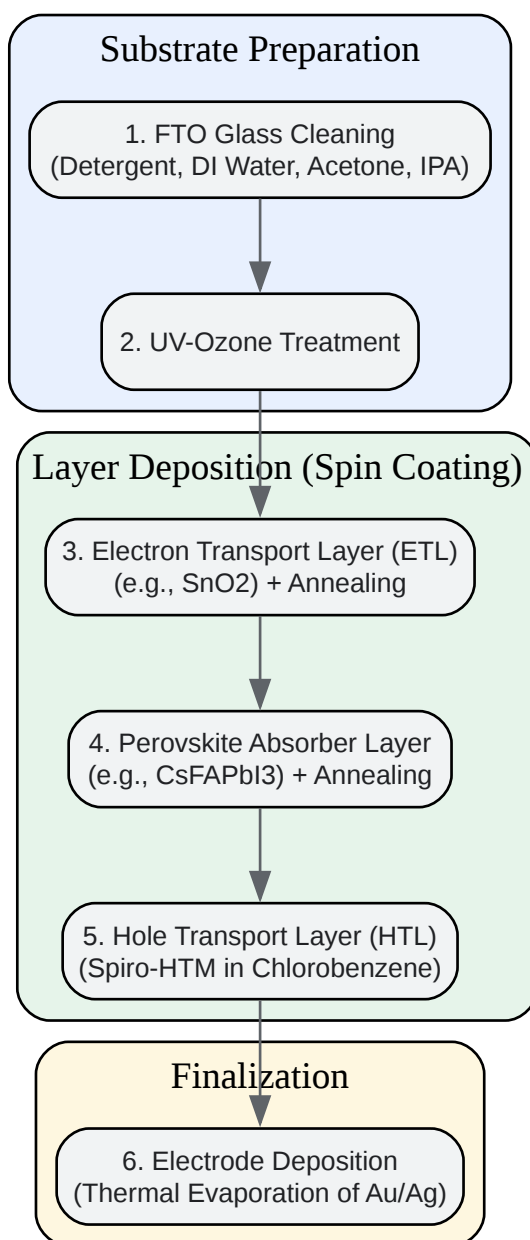 Substrate Preparation
1. FTO Glass Cleaning
(Detergent, DI Water, Acetone, IPA)
2. UV-Ozone Treatment
Layer Deposition (Spin Coating)
3. Electron Transport Layer (ETL)
(e.g., SnO2) + Annealing
4. Perovskite Absorber Layer
(e.g., CsFAPbI3) + Annealing
5. Hole Transport Layer (HTL)
(Spiro-HTM in Chlorobenzene)
Finalization
6. Electrode Deposition
(Thermal Evaporation of Au/Ag)